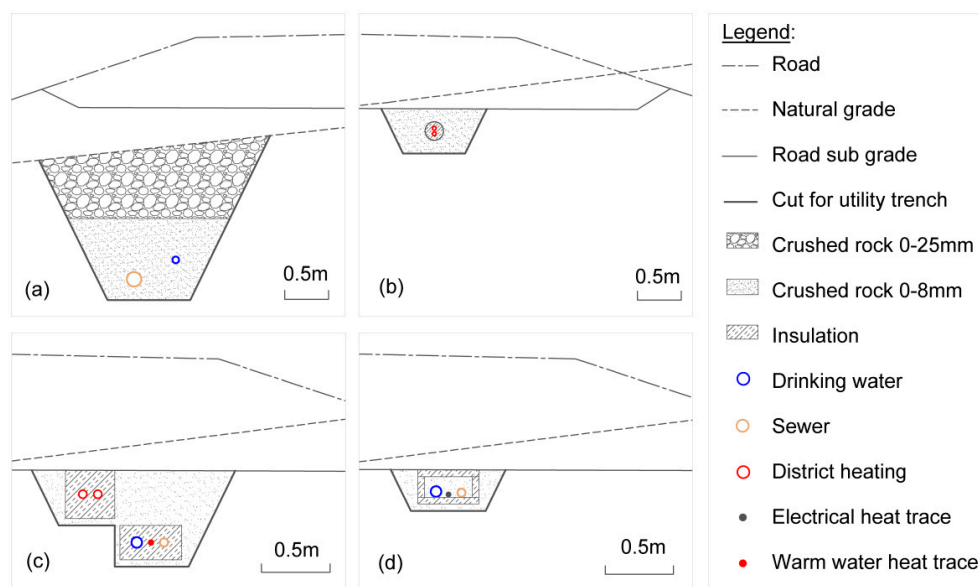 (a)
0.5m
(b)
0.5m
(c)
0.5m
(d)
0.5m
Legend:
Road
Natural grade
Road sub grade
Cut for utility trench
Crushed rock 0-25mm
Crushed rock 0-8mm
Insulation
Drinking water
Sewer
District heating
Electrical heat trace
Warm water heat trace